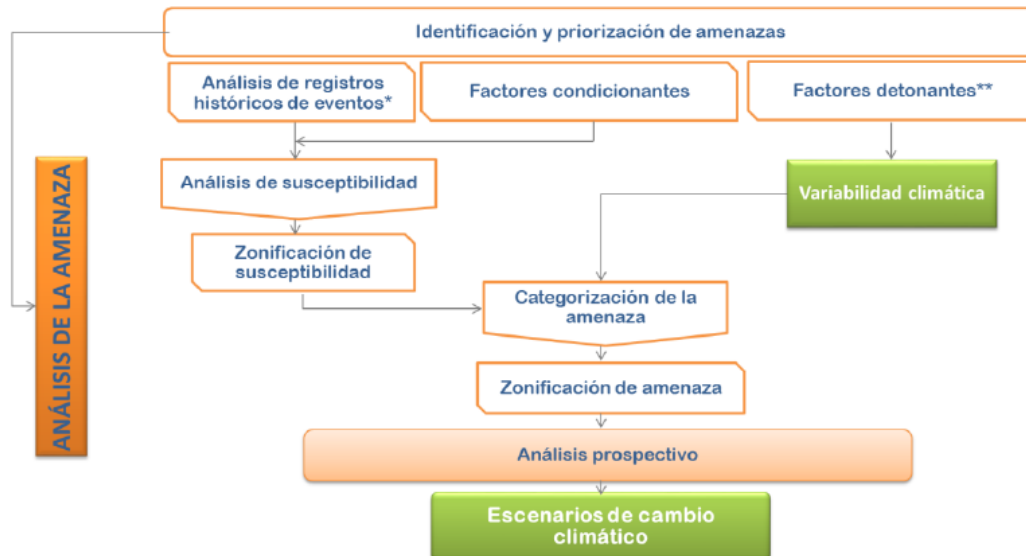 Identificación y priorización de amenazas
Análisis de registros
históricos de eventos*
Factores condicionantes
Factores detonantes**
ANÁLISIS DE LA AMENAZA
Análisis de susceptibilidad
Variabilidad climática
Zonificación de
susceptibilidad
Categorización de la
amenaza
Zonificación de amenaza
Análisis prospectivo
Escenarios de cambio
climático